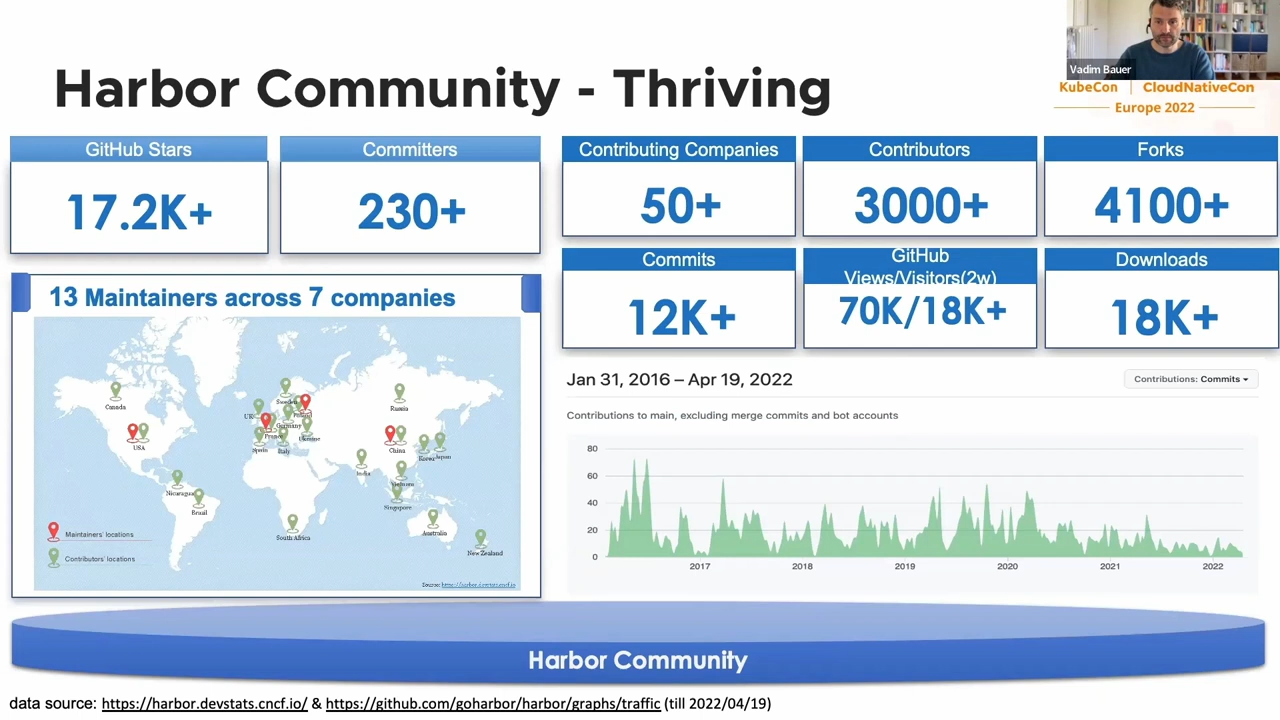 Vadim Bauer
KubeCon | CloudNativeCon
Europe 2022
Harbor Community - Thriving
GitHub Stars
17.2K+
Committers
230+
Contributing Companies
50+
Contributors
3000+
Forks
4100+
Commits
12K+
GitHub
Views/Visitors(2w)
70K/18K+
Downloads
18K+
13 Maintainers across 7 companies
Canada
USA
Nicaragua
Brazil
UK
Sweden
Poland
Germany
France
Ukraine
Spain
Italy
Russia
China
Korea
Japan
India
Vietnam
Singapore
South Africa
Australia
New Zealand
Maintainers' locations
Contributors' locations
Source: https://harbor.devstats.cncf.io
Jan 31, 2016 – Apr 19, 2022
Contributions: Commits
Contributions to main, excluding merge commits and bot accounts
80
60
40
20
0
2017 2018 2019 2020 2021 2022
Harbor Community
data source: https://harbor.devstats.cncf.io/ & https://github.com/goharbor/harbor/graphs/traffic (till 2022/04/19)